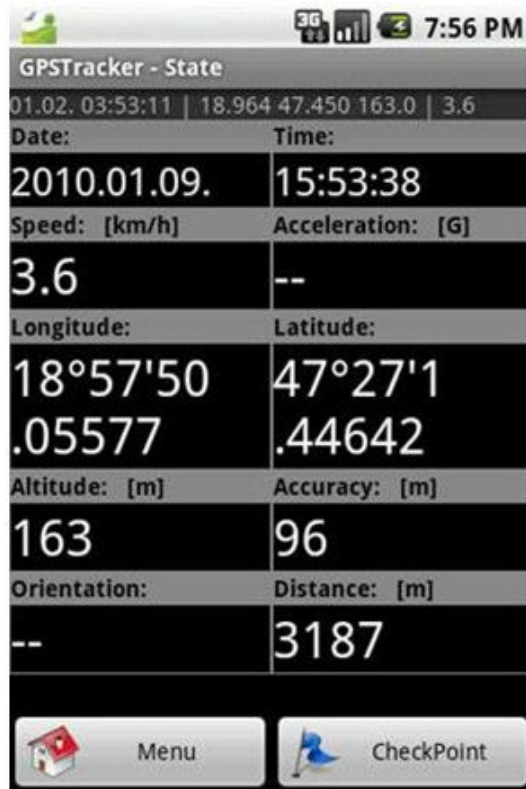 3G 7:56 PM
GPSTracker - State
01.02. 03:53:11 | 18.964 47.450 163.0 | 3.6
Date: Time:
2010.01.09. 15:53:38
Speed: [km/h] Acceleration: [G]
3.6 --
Longitude: Latitude:
18°57'50 47°27'1
.05577 .44642
Altitude: [m] Accuracy: [m]
163 96
Orientation: Distance: [m]
-- 3187
Menu CheckPoint